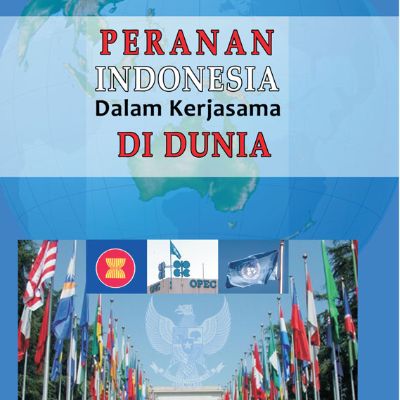 PERANAN
INDONESIA
Dalam Kerjasama
DI DUNIA
OPEC